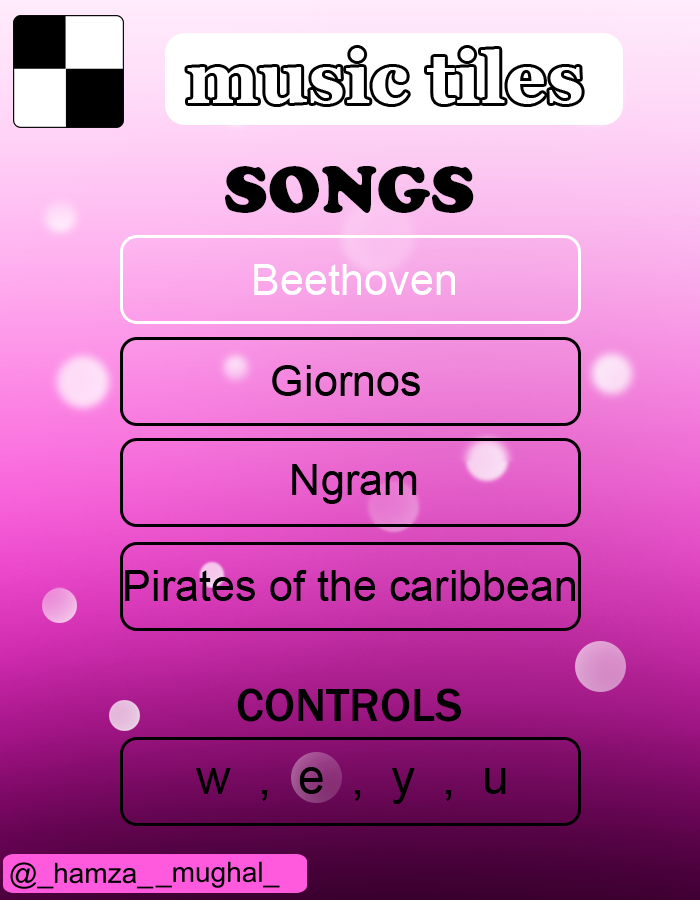 music tiles
SONGS
Beethoven
Giornos
Ngram
Pirates of the caribbean
CONTROLS
w , e , y , u
@_hamza__mughal_